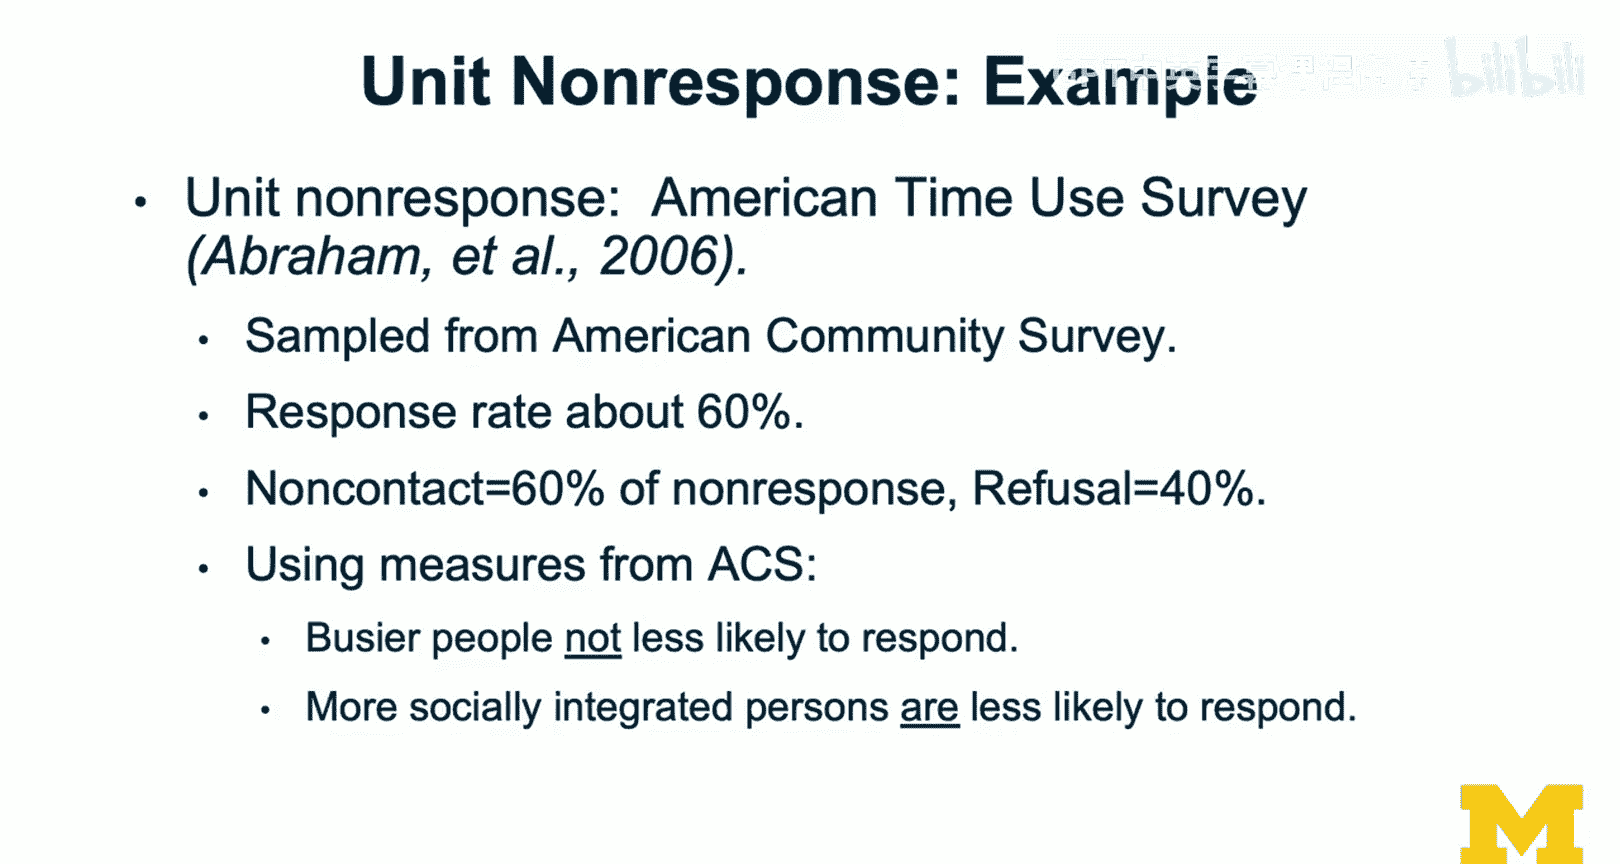 Unit Nonresponse: Example
bilibili
• Unit nonresponse: American Time Use Survey
(Abraham, et al., 2006).
• Sampled from American Community Survey.
• Response rate about 60%.
• Noncontact=60% of nonresponse, Refusal=40%.
• Using measures from ACS:
• Busier people not less likely to respond.
• More socially integrated persons are less likely to respond.
M